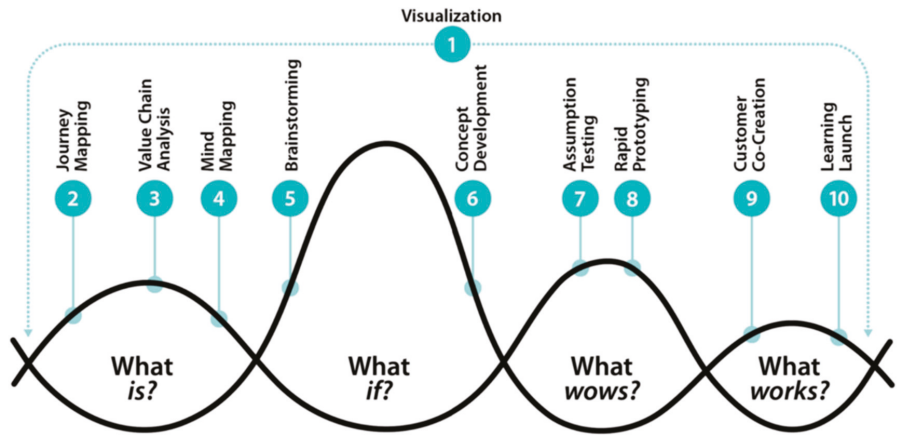 Visualization
1
Journey
Mapping
2
Value Chain
Analysis
3
Mind
Mapping
4
Brainstorming
5
Concept
Development
6
Assumption
Testing
7
Rapid
Prototyping
8
Customer
Co-Creation
9
Learning
Launch
10
What
is?
What
if?
What
wows?
What
works?